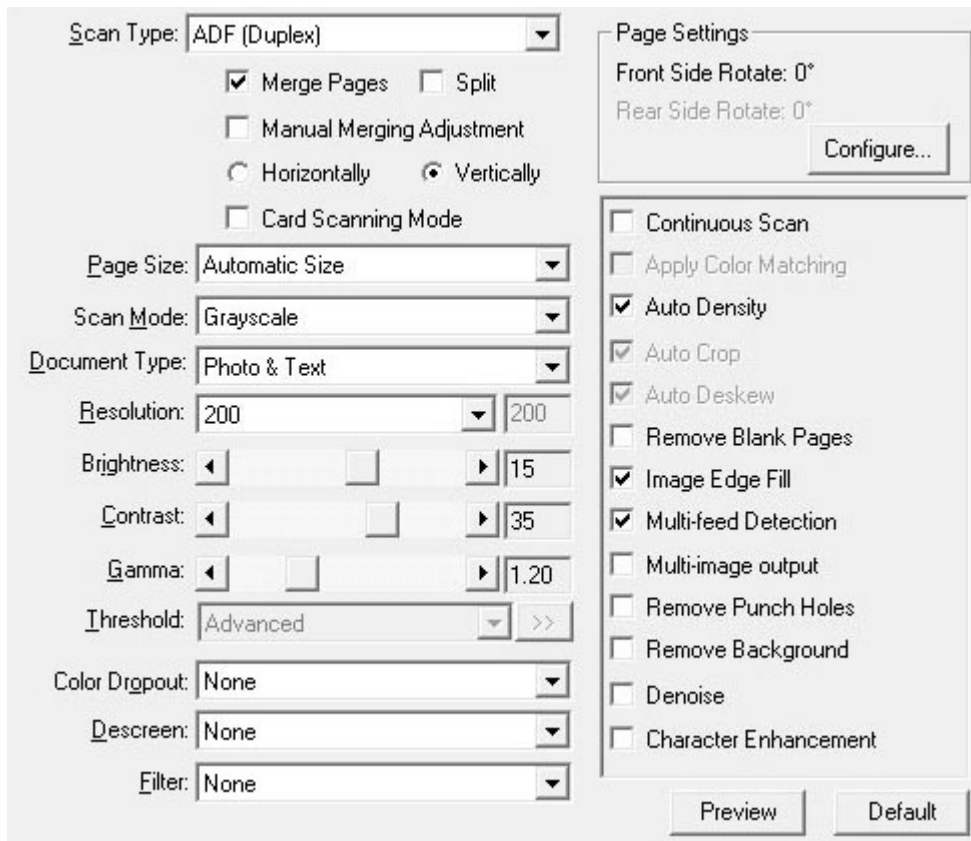 Scan Type: ADF (Duplex)
Merge Pages Split
Manual Merging Adjustment
Horizontally Vertically
Card Scanning Mode
Page Size: Automatic Size
Scan Mode: Grayscale
Document Type: Photo & Text
Resolution: 200 200
Brightness: 15
Contrast: 35
Gamma: 1.20
Threshold: Advanced >>
Color Dropout: None
Descreen: None
Filter: None
Page Settings
Front Side Rotate: 0°
Rear Side Rotate: 0°
Configure...
Continuous Scan
Apply Color Matching
Auto Density
Auto Crop
Auto Deskew
Remove Blank Pages
Image Edge Fill
Multi-feed Detection
Multi-image output
Remove Punch Holes
Remove Background
Denoise
Character Enhancement
Preview Default